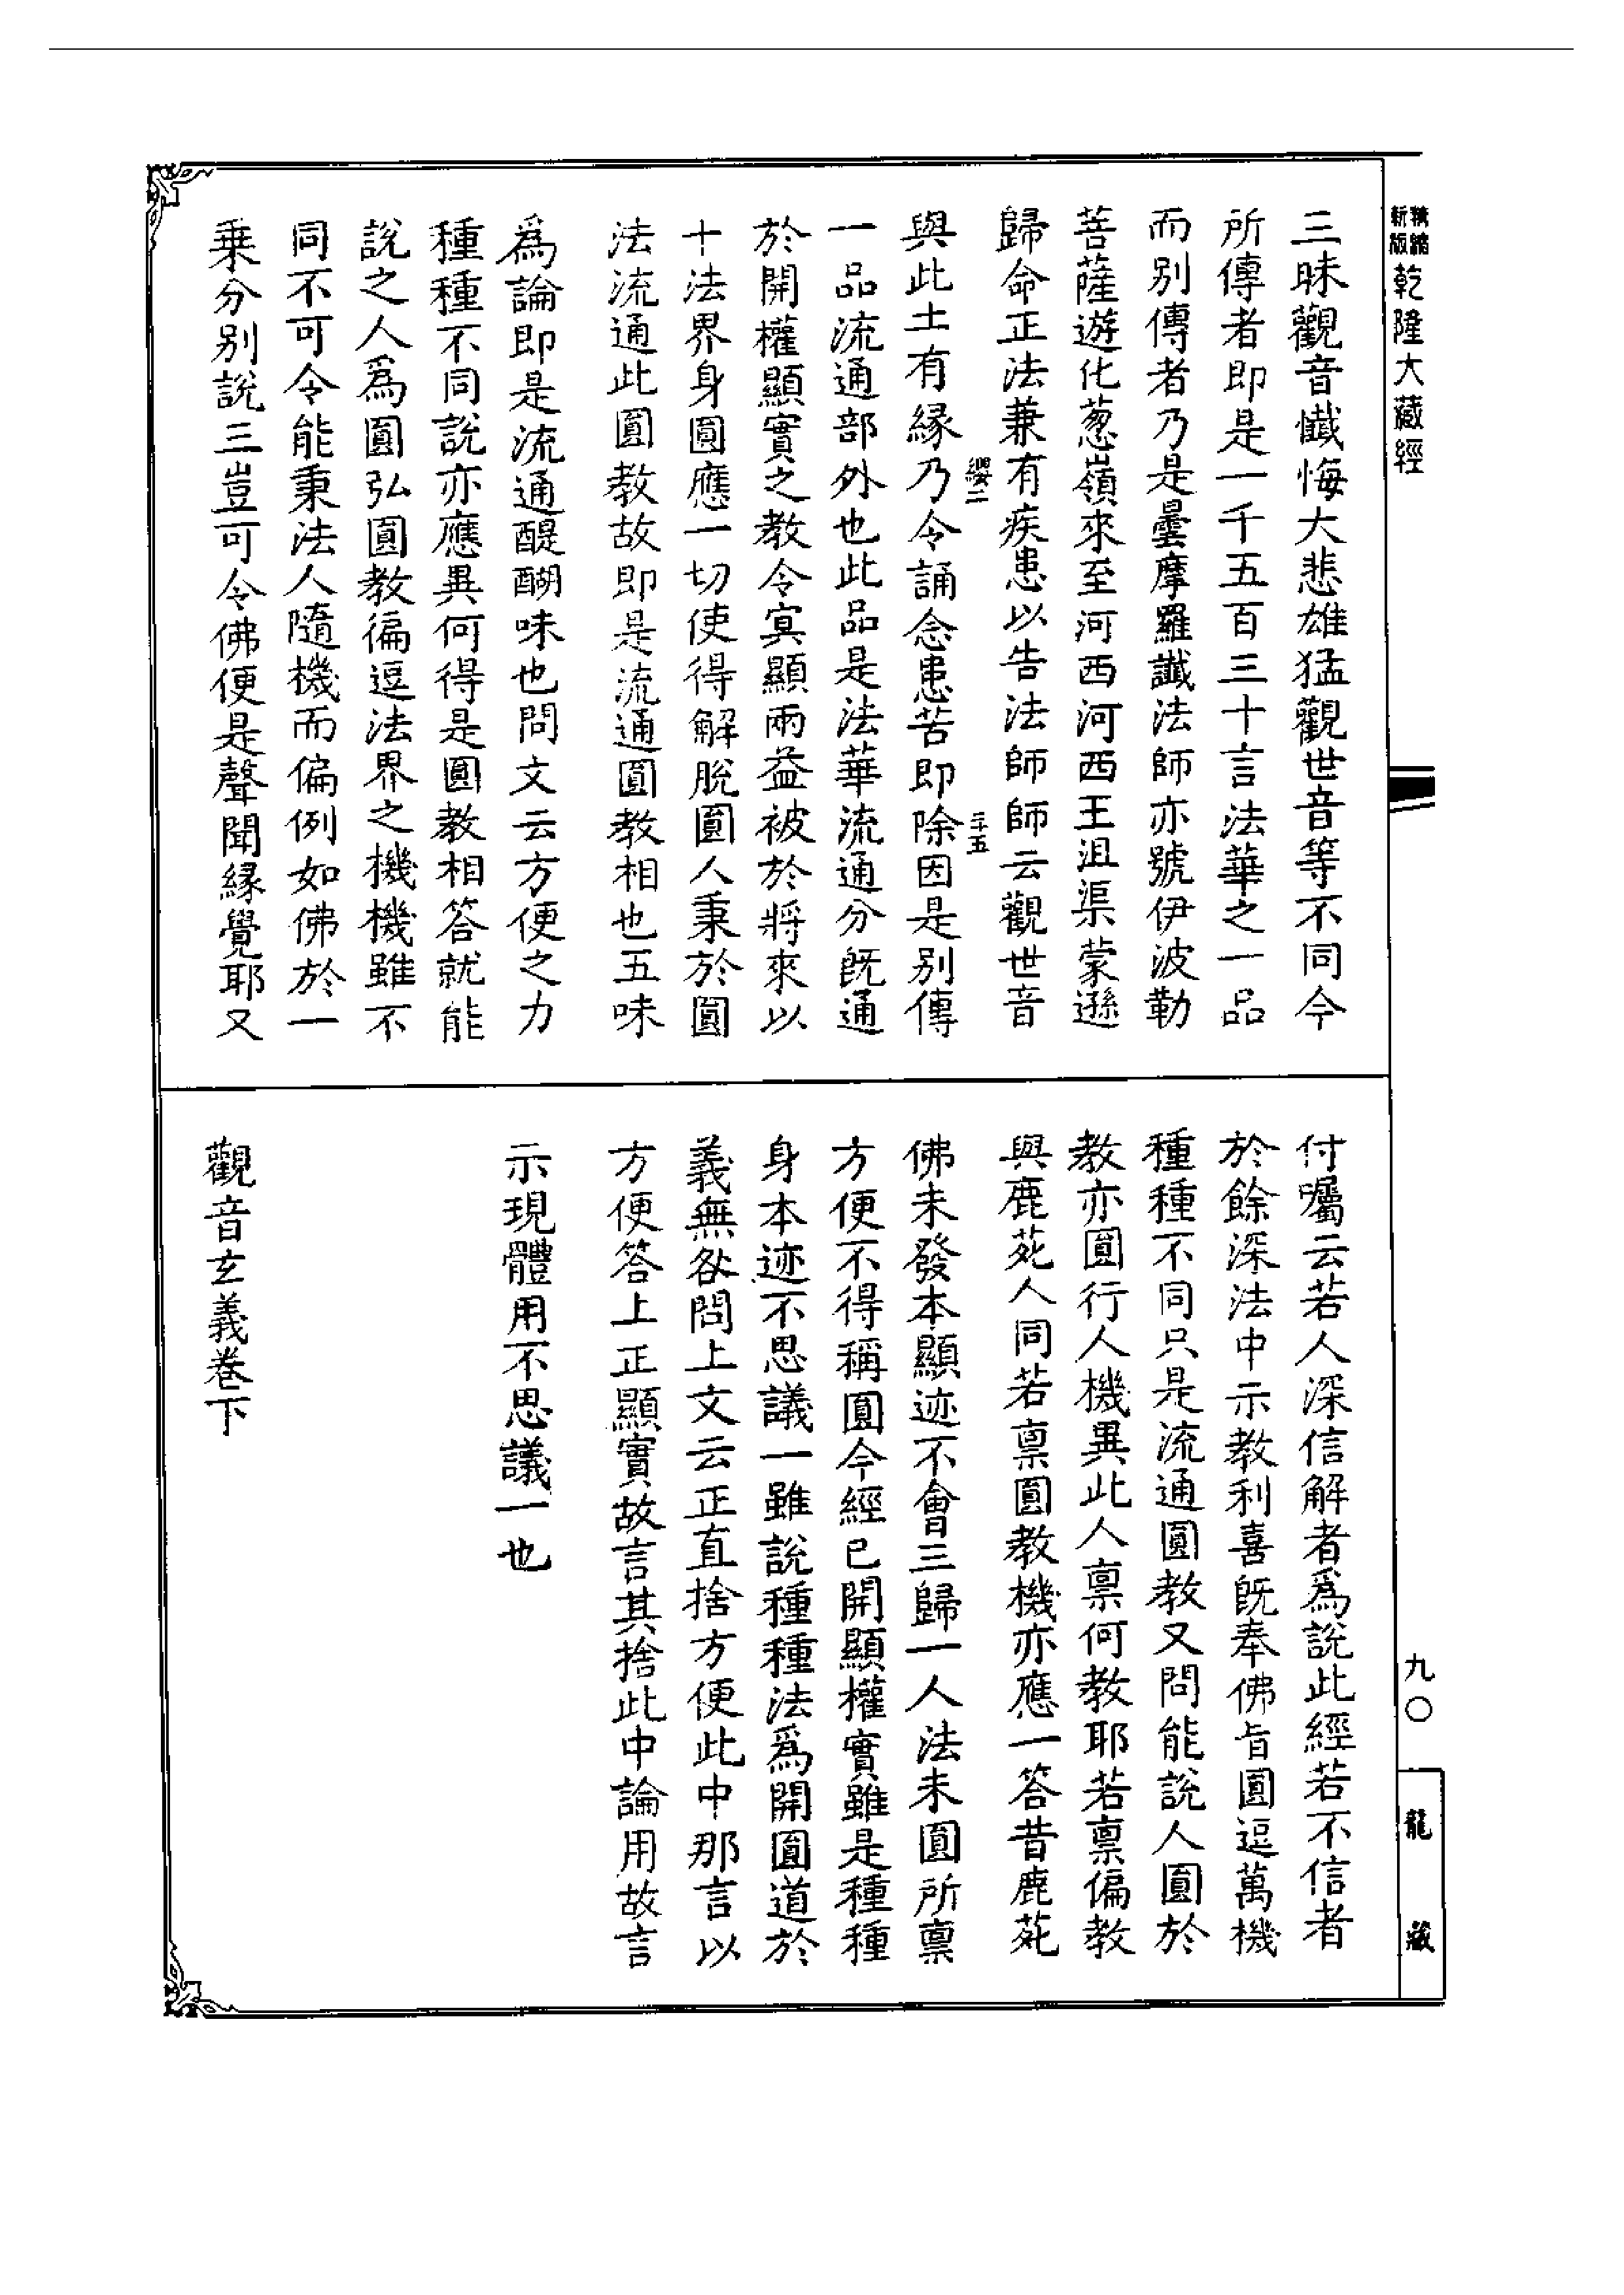 精縮
新版
乾隆大藏經
三昧觀音懺悔大悲雄猛觀世音等不同今
所傳者即是一千五百三十言法華之一品
而别傳者乃是曇摩羅讖法師亦號伊波勒
菩薩遊化葱嶺來至河西河西王沮渠蒙遜
歸命正法兼有疾患以告法師師云觀世音
纓二
三五
與此土有緣乃令誦念患苦即除因是别傳
一品流通部外也此品是法華流通分既通
於開權顯實之教令冥顯兩益被於將來以
十法界身圓應一切使得解脫圓人秉於圓
法流通此圓教故即是流通圓教相也五味
爲論即是流通醍醐味也問文云方便之力
種種不同說亦應異何得是圓教相答就能
說之人爲圓弘圓教徧逗法界之機機雖不
同不可令能秉法人隨機而偏例如佛於一
乗分别說三豈可令佛便是聲聞緣覺耶又
付囑云若人深信解者爲說此經若不信者
於餘深法中示教利喜既奉佛旨圓逗萬機
種種不同只是流通圓教又問能說人圓於
教亦圓行人機異此人禀何教耶若禀偏教
與鹿苑人同若禀圓教機亦應一答昔鹿苑
佛未發本顯迹不會三歸一人法未圓所禀
方便不得稱圓今經已開顯權實雖是種種
身本迹不思議一雖說種種法爲開圓道於
義無咎問上文云正直捨方便此中那言以
方便答上正顯實故言其捨此中論用故言
示現體用不思議一也
觀音玄義卷下
九〇
龍藏